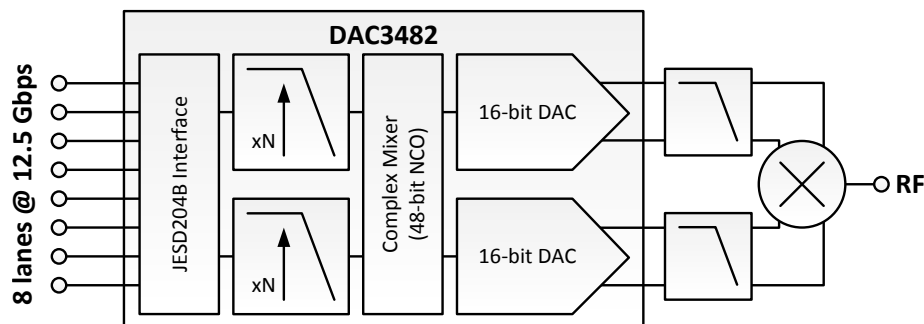 DAC3482
8 lanes @ 12.5 Gbps
JESD204B Interface
xN
xN
Complex Mixer
(48-bit NCO)
16-bit DAC
16-bit DAC
RF